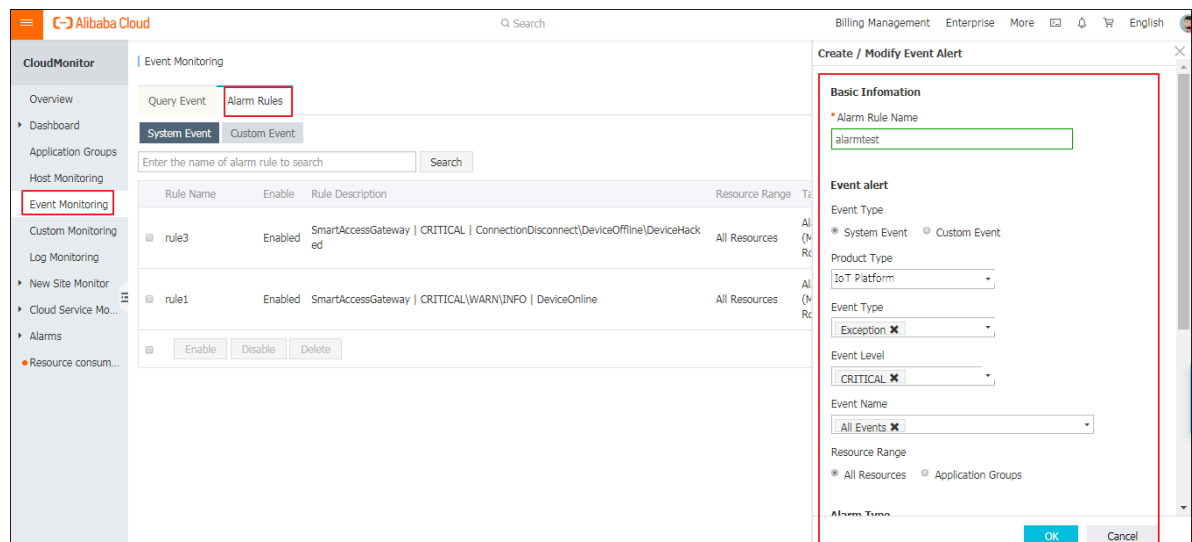 Alibaba Cloud
Search
Billing Management Enterprise More English
CloudMonitor
Overview
Dashboard
Application Groups
Host Monitoring
Event Monitoring
Custom Monitoring
Log Monitoring
New Site Monitor
Cloud Service Mo...
Alarms
Resource consum...
Event Monitoring
Query Event Alarm Rules
System Event Custom Event
Enter the name of alarm rule to search Search
Rule Name Enable Rule Description Resource Range
rule3 Enabled SmartAccessGateway | CRITICAL | ConnectionDisconnect\DeviceOffline\DeviceHack
ed All Resources
rule1 Enabled SmartAccessGateway | CRITICAL\WARN\INFO | DeviceOnline All Resources
Enable Disable Delete
Create / Modify Event Alert
Basic Infomation
*Alarm Rule Name
alarmtest
Event alert
Event Type
System Event Custom Event
Product Type
IoT Platform
Event Type
Exception
Event Level
CRITICAL
Event Name
All Events
Resource Range
All Resources Application Groups
Alarm Type
OK Cancel